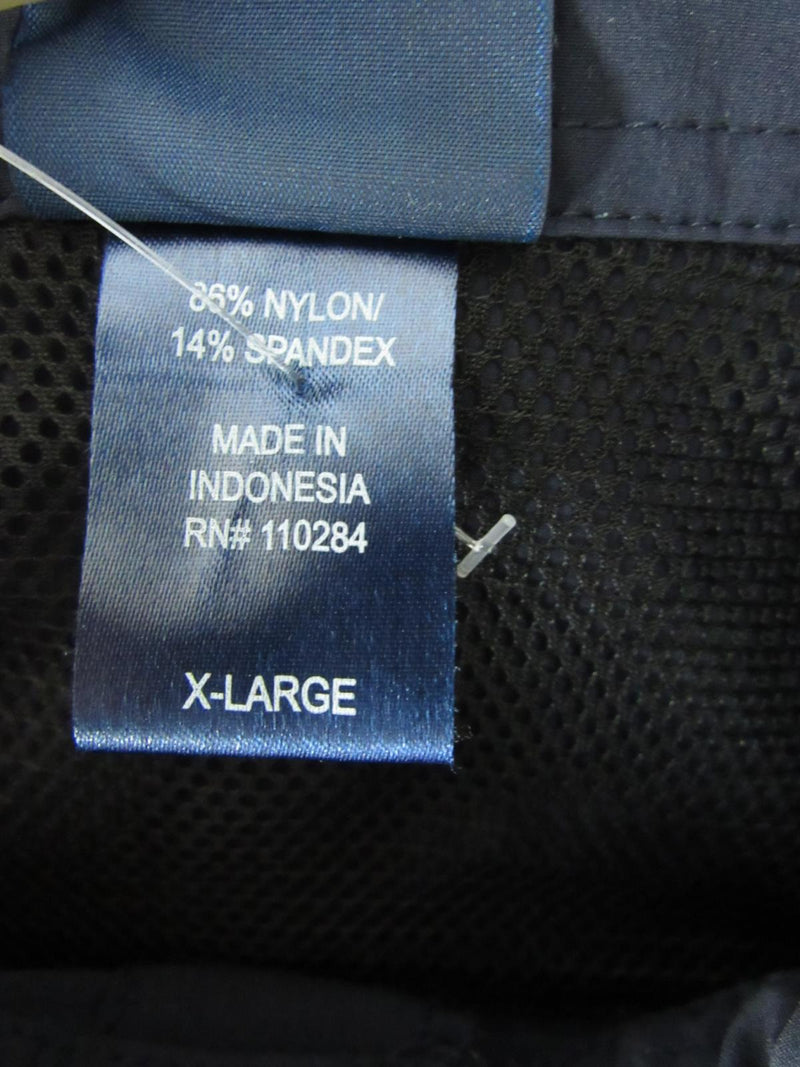 86% NYLON/
14% SPANDEX
MADE IN
INDONESIA
RN# 110284
X-LARGE